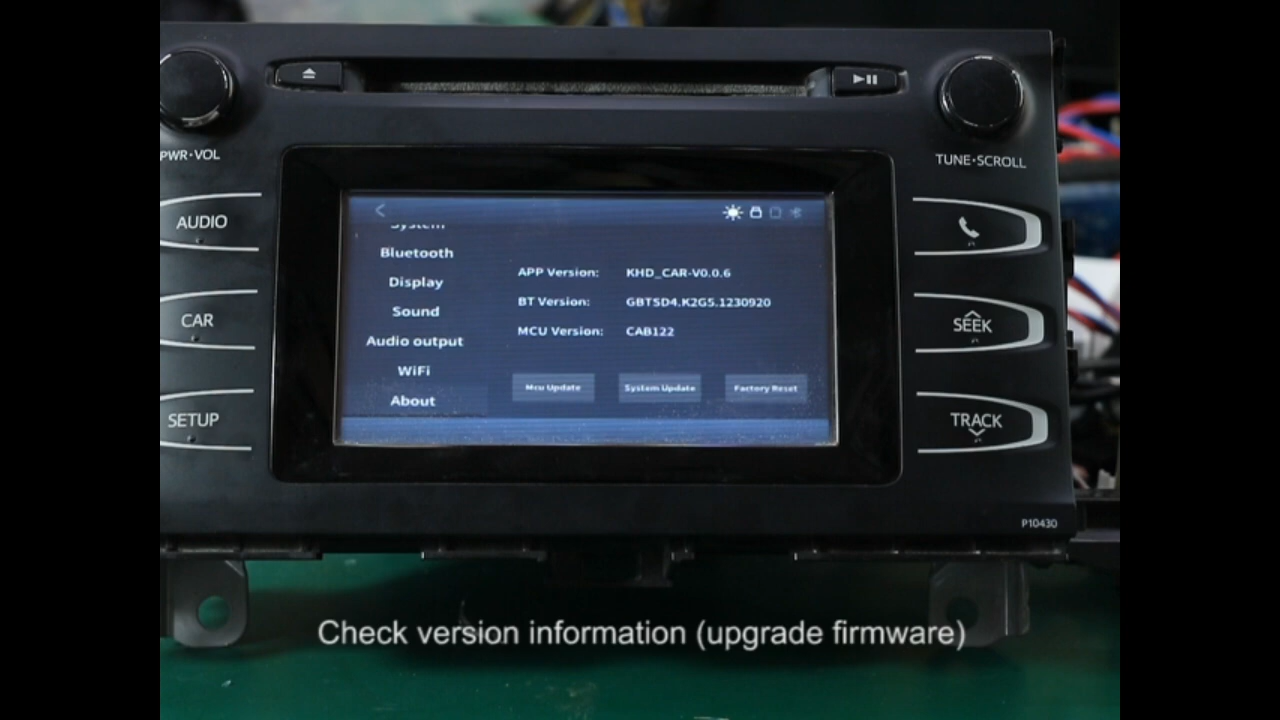 PWR•VOL
TUNE•SCROLL
AUDIO
CAR
SETUP
SEEK
TRACK
System
Bluetooth
Display
Sound
Audio output
WiFi
About
APP Version: KHD_CAR-V0.0.6
BT Version: GBTSD4.K2G5.1230920
MCU Version: CAB122
Mcu Update
System Update
Factory Reset
P10430
Check version information (upgrade firmware)